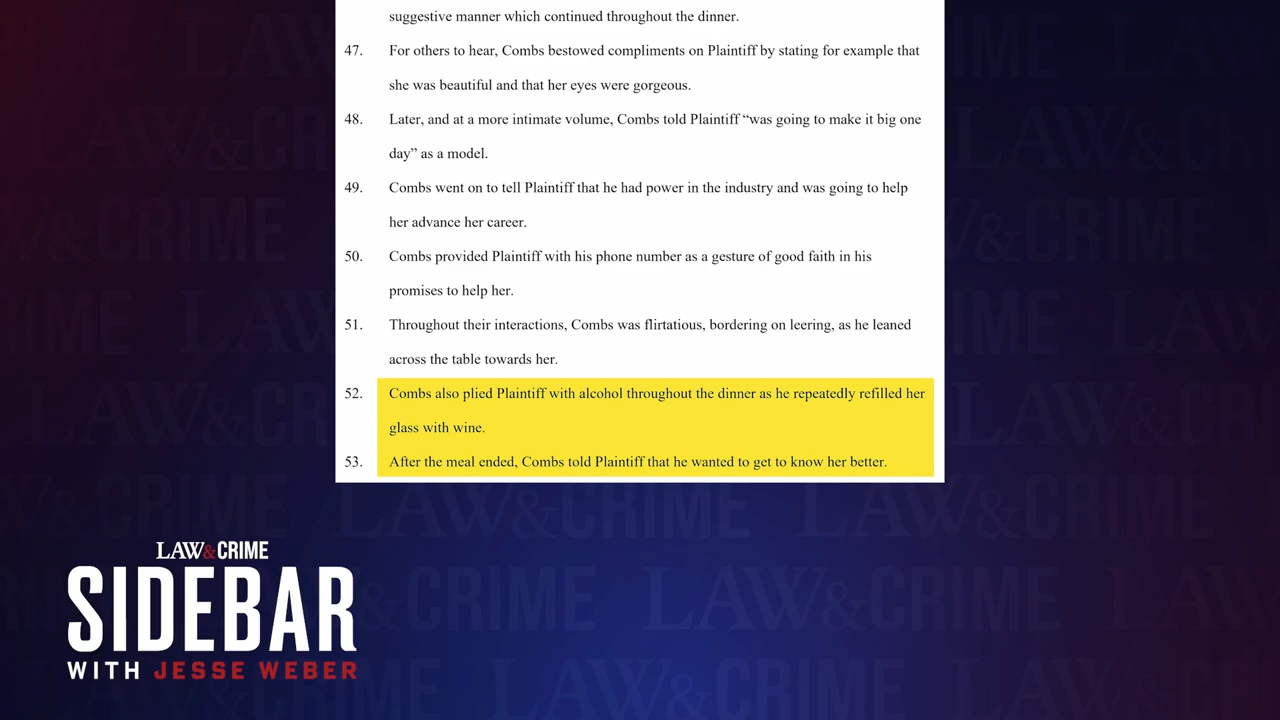 suggestive manner which continued throughout the dinner.
47. For others to hear, Combs bestowed compliments on Plaintiff by stating for example that
she was beautiful and that her eyes were gorgeous.
48. Later, and at a more intimate volume, Combs told Plaintiff “was going to make it big one
day” as a model.
49. Combs went on to tell Plaintiff that he had power in the industry and was going to help
her advance her career.
50. Combs provided Plaintiff with his phone number as a gesture of good faith in his
promises to help her.
51. Throughout their interactions, Combs was flirtatious, bordering on leering, as he leaned
across the table towards her.
52. Combs also plied Plaintiff with alcohol throughout the dinner as he repeatedly refilled her
glass with wine.
53. After the meal ended, Combs told Plaintiff that he wanted to get to know her better.
LAW&CRIME
SIDEBAR
WITH JESSE WEBER